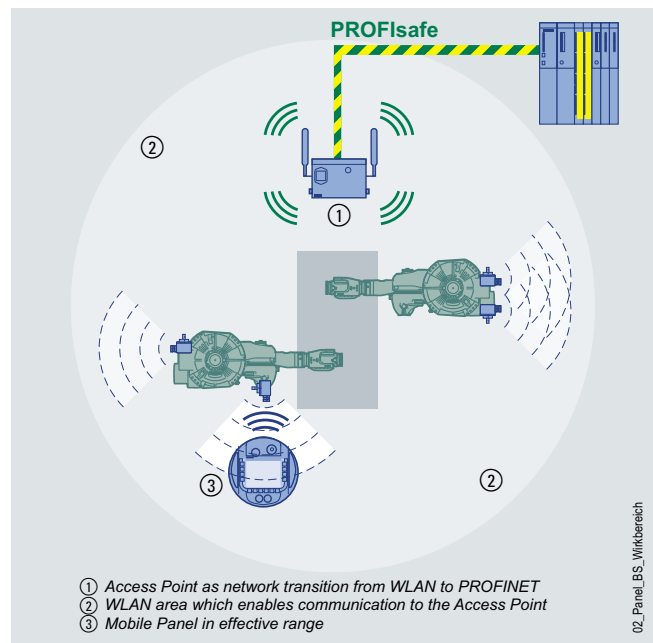 PROFIsafe
②
①
③
②
① Access Point as network transition from WLAN to PROFINET
② WLAN area which enables communication to the Access Point
③ Mobile Panel in effective range
02_Panel_BS_Wirkbereich